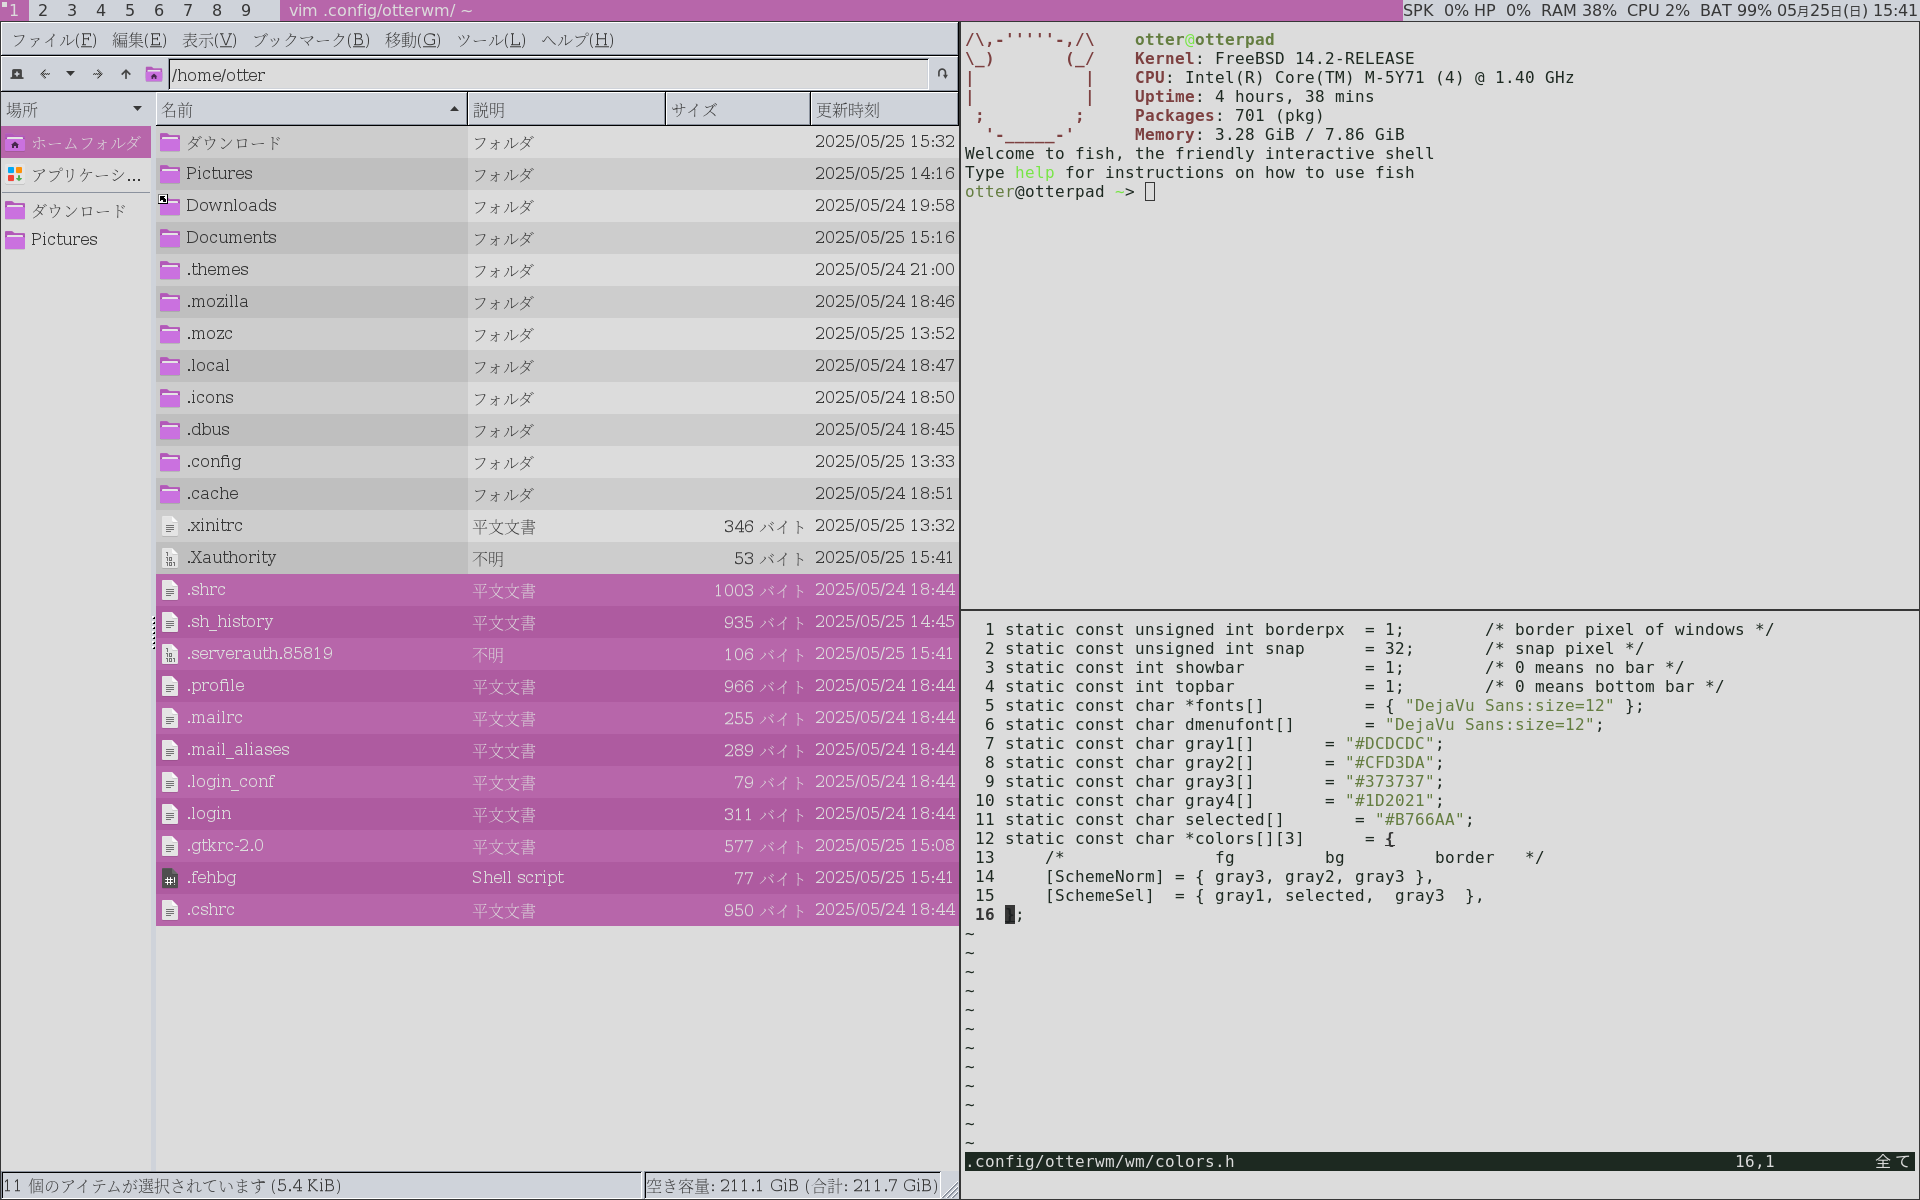 1 2 3 4 5 6 7 8 9 vim .config/otterwm/ ~ SPK 0% HP 0% RAM 38% CPU 2% BAT 99% 05月25日(日) 15:41
ファイル(F) 編集(E) 表示(V) ブックマーク(B) 移動(G) ツール(L) ヘルプ(H)
/home/otter
場所
ホームフォルダ
アプリケーシ...
ダウンロード
Pictures
名前 説明 サイズ 更新時刻
ダウンロード フォルダ 2025/05/25 15:32
Pictures フォルダ 2025/05/25 14:16
Downloads フォルダ 2025/05/24 19:58
Documents フォルダ 2025/05/25 15:16
.themes フォルダ 2025/05/24 21:00
.mozilla フォルダ 2025/05/24 18:46
.mozc フォルダ 2025/05/25 13:52
.local フォルダ 2025/05/24 18:47
.icons フォルダ 2025/05/24 18:50
.dbus フォルダ 2025/05/24 18:45
.config フォルダ 2025/05/25 13:33
.cache フォルダ 2025/05/24 18:51
.xinitrc 平文文書 346 バイト 2025/05/25 13:32
.Xauthority 不明 53 バイト 2025/05/25 15:41
.shrc 平文文書 1003 バイト 2025/05/24 18:44
.sh_history 平文文書 935 バイト 2025/05/25 14:45
.serverauth.85819 不明 106 バイト 2025/05/25 15:41
.profile 平文文書 966 バイト 2025/05/24 18:44
.mailrc 平文文書 255 バイト 2025/05/24 18:44
.mail_aliases 平文文書 289 バイト 2025/05/24 18:44
.login_conf 平文文書 79 バイト 2025/05/24 18:44
.login 平文文書 311 バイト 2025/05/24 18:44
.gtkrc-2.0 平文文書 577 バイト 2025/05/25 15:08
.fehbg Shell script 77 バイト 2025/05/25 15:41
.cshrc 平文文書 950 バイト 2025/05/24 18:44
11 個のアイテムが選択されています (5.4 KiB) 空き容量: 211.1 GiB (合計: 211.7 GiB)
/\,-'''''-,/\ otter@otterpad
\_)       (_/ Kernel: FreeBSD 14.2-RELEASE
|           | CPU: Intel(R) Core(TM) M-5Y71 (4) @ 1.40 GHz
|           | Uptime: 4 hours, 38 mins
 ;         ; Packages: 701 (pkg)
  '-_____-' Memory: 3.28 GiB / 7.86 GiB
Welcome to fish, the friendly interactive shell
Type help for instructions on how to use fish
otter@otterpad ~>
1 static const unsigned int borderpx  = 1;        /* border pixel of windows */
2 static const unsigned int snap      = 32;       /* snap pixel */
3 static const int showbar            = 1;        /* 0 means no bar */
4 static const int topbar             = 1;        /* 0 means bottom bar */
5 static const char *fonts[]          = { "DejaVu Sans:size=12" };
6 static const char dmenufont[]       = "DejaVu Sans:size=12";
7 static const char gray1[]       = "#DCDCDC";
8 static const char gray2[]       = "#CFD3DA";
9 static const char gray3[]       = "#373737";
10 static const char gray4[]       = "#1D2021";
11 static const char selected[]       = "#B766AA";
12 static const char *colors[][3]      = {
13     /*               fg         bg         border   */
14     [SchemeNorm] = { gray3, gray2, gray3 },
15     [SchemeSel]  = { gray1, selected,  gray3  },
16 };
~
~
~
~
~
~
~
~
~
~
~
~
.config/otterwm/wm/colors.h 16,1 全て